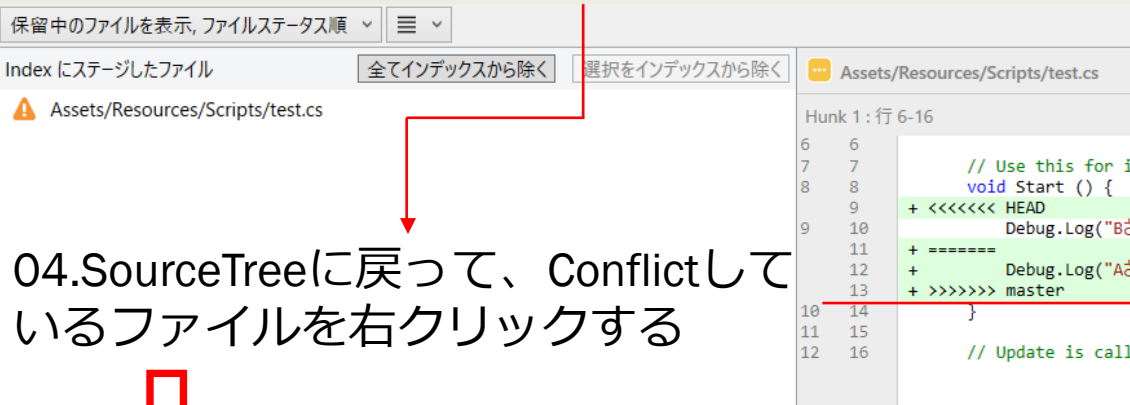 保留中のファイルを表示, ファイルステータス順
Index にステージしたファイル 全てインデックスから除く 選択をインデックスから除く
Assets/Resources/Scripts/test.cs
04.SourceTreeに戻って、Conflictして
いるファイルを右クリックする
Assets/Resources/Scripts/test.cs
Hunk 1 : 行 6-16
6 6
7 7 // Use this for
8 8 void Start () {
9 + <<<<<<< HEAD
9 10 Debug.Log("B
11 + =======
12 + Debug.Log("A
13 + >>>>>>> master
10 14 }
11 15
12 16 // Update is